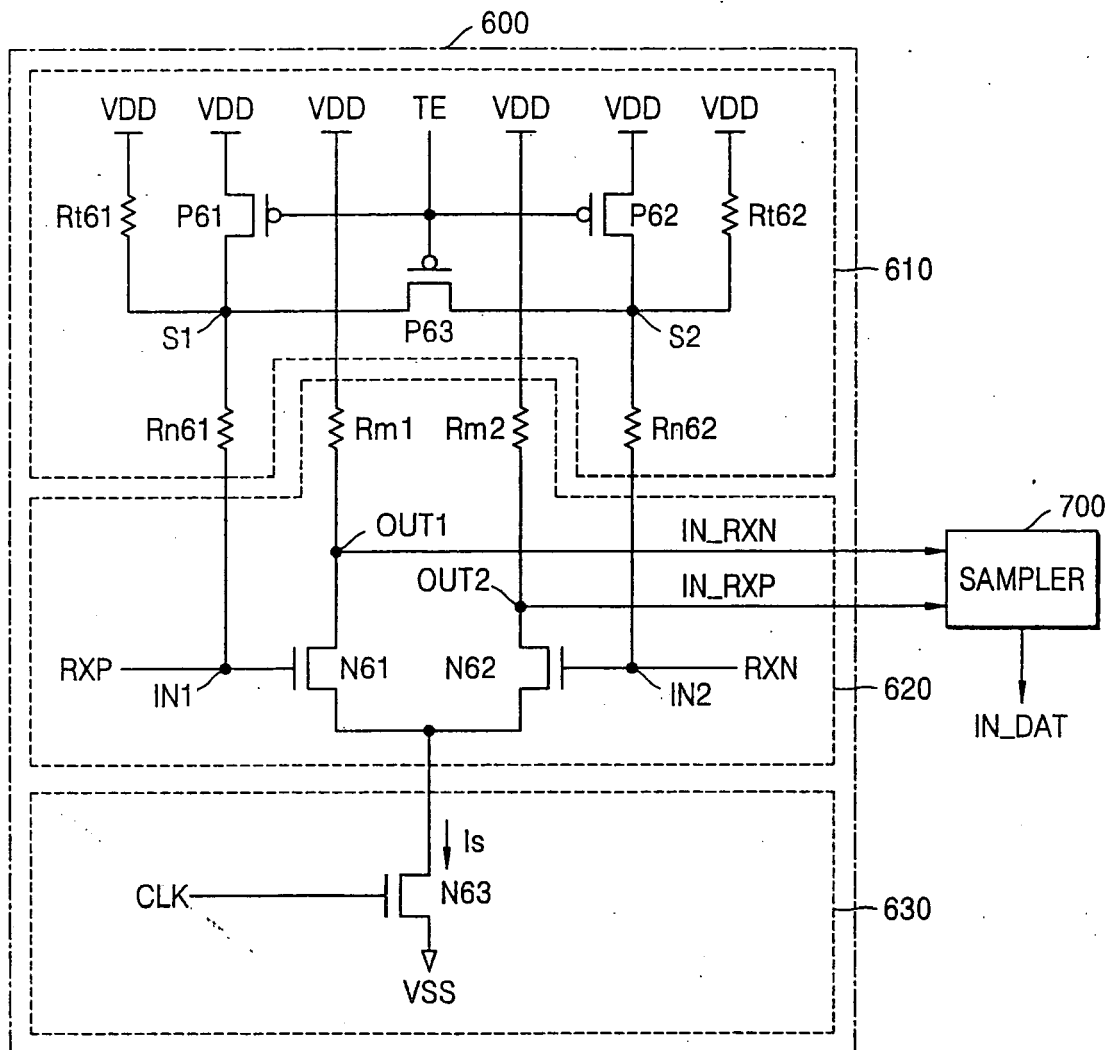 600
VDD VDD VDD TE VDD VDD VDD
Rt61 P61 P62 Rt62
610
S1 P63 S2
Rn61 Rm1 Rm2 Rn62
700
OUT1 IN_RXN
SAMPLER
OUT2 IN_RXP
RXP N61 N62 RXN
IN1 IN2
620
IN_DAT
Is
CLK N63
630
VSS